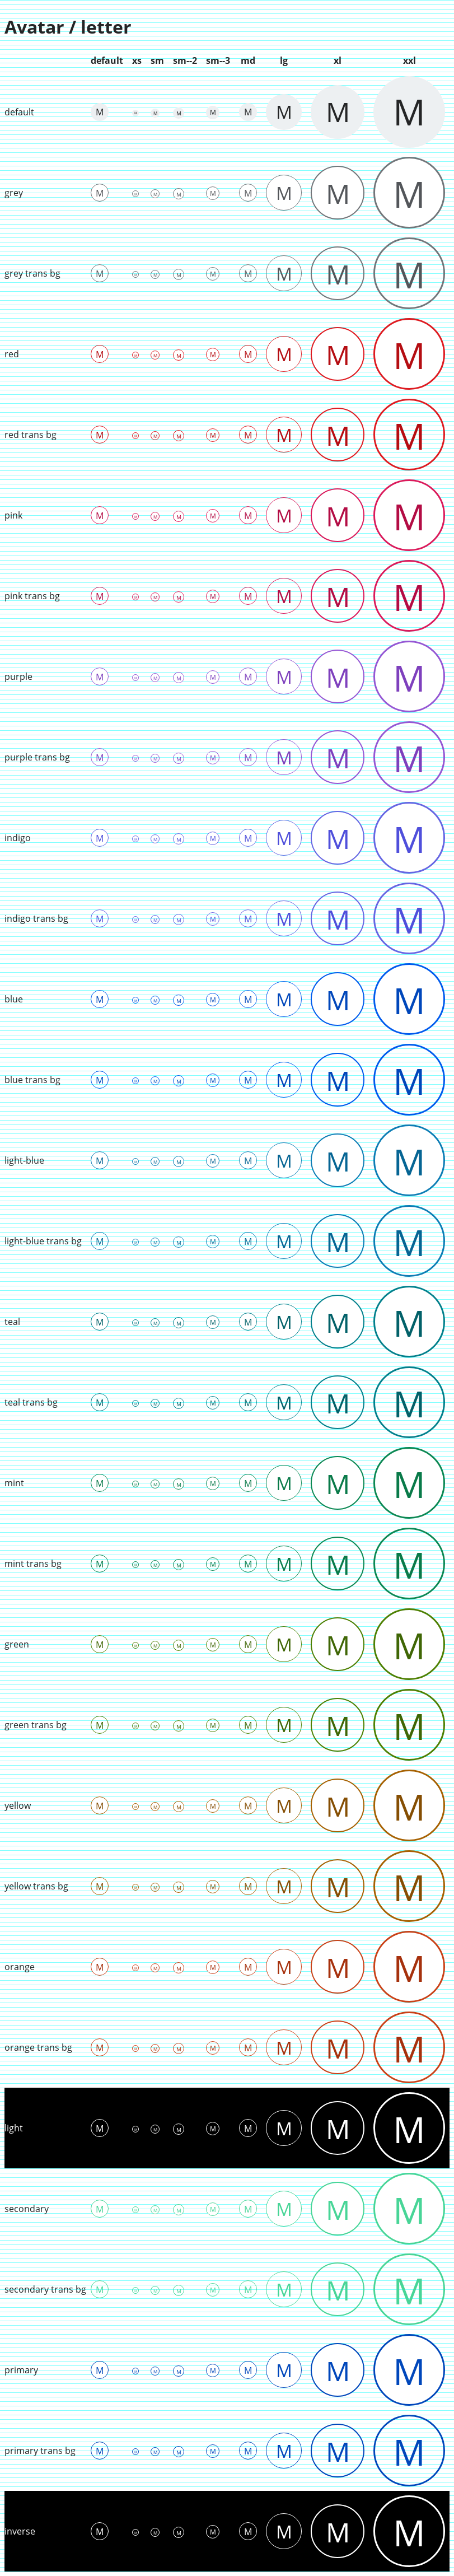 Avatar / letter
default xs sm sm--2 sm--3 md lg xl xxl
default M M M M M M M M M
grey M M M M M M M M M
grey trans bg M M M M M M M M M
red M M M M M M M M M
red trans bg M M M M M M M M M
pink M M M M M M M M M
pink trans bg M M M M M M M M M
purple M M M M M M M M M
purple trans bg M M M M M M M M M
indigo M M M M M M M M M
indigo trans bg M M M M M M M M M
blue M M M M M M M M M
blue trans bg M M M M M M M M M
light-blue M M M M M M M M M
light-blue trans bg M M M M M M M M M
teal M M M M M M M M M
teal trans bg M M M M M M M M M
mint M M M M M M M M M
mint trans bg M M M M M M M M M
green M M M M M M M M M
green trans bg M M M M M M M M M
yellow M M M M M M M M M
yellow trans bg M M M M M M M M M
orange M M M M M M M M M
orange trans bg M M M M M M M M M
light M M M M M M M M M
secondary M M M M M M M M M
secondary trans bg M M M M M M M M M
primary M M M M M M M M M
primary trans bg M M M M M M M M M
inverse M M M M M M M M M